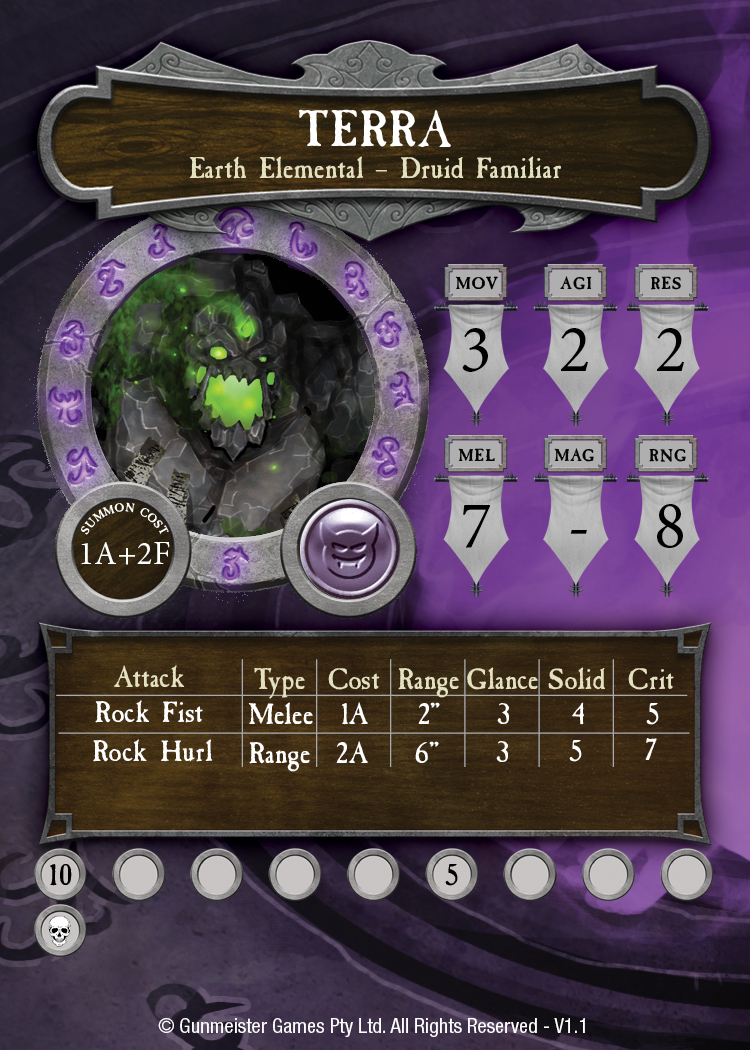 TERRA
Earth Elemental – Druid Familiar
MOV AGI RES
3 2 2
MEL MAG RNG
7 - 8
SUMMON COST
1A+2F
Attack Type Cost Range Glance Solid Crit
Rock Fist Melee 1A 2” 3 4 5
Rock Hurl Range 2A 6” 3 5 7
10 5
© Gunmeister Games Pty Ltd. All Rights Reserved - V1.1